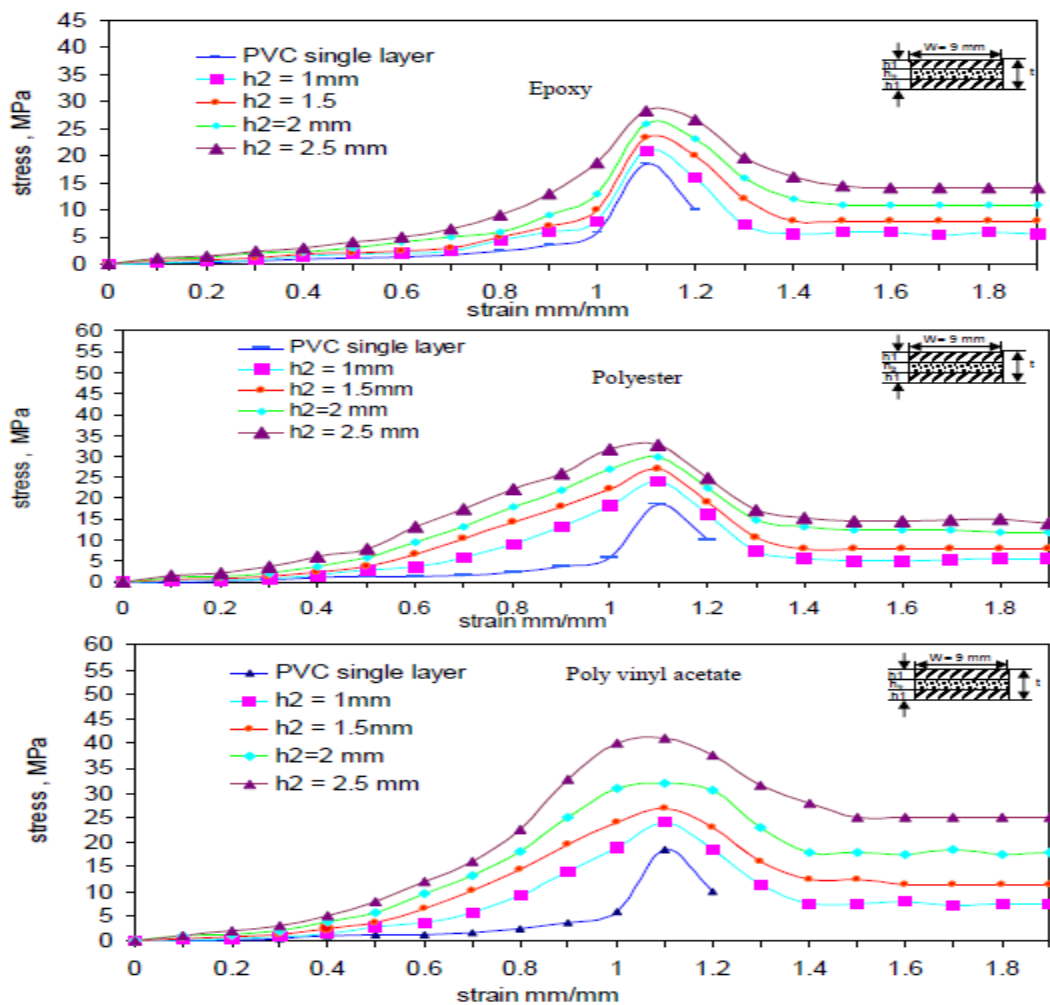 45
40
35
30
25
20
15
10
5
0
stress , MPa
PVC single layer
h2 = 1mm
h2 = 1.5
h2=2 mm
h2 = 2.5 mm
Epoxy
W= 9 mm
h1
h1
t
0 0.2 0.4 0.6 0.8 1 1.2 1.4 1.6 1.8
strain mm/mm
60
55
50
45
40
35
30
25
20
15
10
5
0
stress , MPa
PVC single layer
h2 = 1mm
h2 = 1.5mm
h2=2 mm
h2 = 2.5 mm
Polyester
W= 9 mm
h1
h1
t
0 0.2 0.4 0.6 0.8 1 1.2 1.4 1.6 1.8
strain mm/mm
60
55
50
45
40
35
30
25
20
15
10
5
0
stress , MPa
PVC single layer
h2 = 1mm
h2 = 1.5mm
h2=2 mm
h2 = 2.5 mm
Poly vinyl acetate
W= 9 mm
h1
h1
t
0 0.2 0.4 0.6 0.8 1 1.2 1.4 1.6 1.8
strain mm/mm